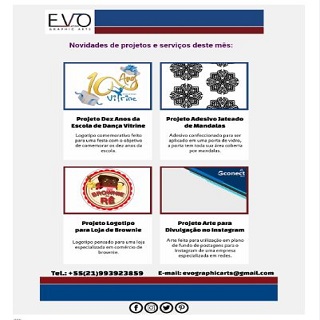 EVO
GRAPHIC ARTS
Novidades de projetos e serviços deste mês:
10 Anos
Vitrine
Projeto Dez Anos da
Escola de Dança Vitrine
Logotipo comemorativo feito
para uma festa com o objetivo
de comemorar os dez anos da
escola.
Projeto Adesivo Jateado
de Mandalas
Adesivo confeccionado para ser
aplicado em uma porta de vidro,
a porta tem toda sua área coberta
por mandalas.
BROWNIE
R$
Projeto Logotipo
para Loja de Brownie
Logotipo pensado para uma loja
especializada em comércio de
brownie.
Sconect
Projeto Arte para
Divulgação no Instagram
Arte feita para utilização em plano
de fundo de postagens para o
Instagram de uma empresa
especializada em redes.
Tel.: +55(21)993923859
E-mail: evographicarts@gmail.com